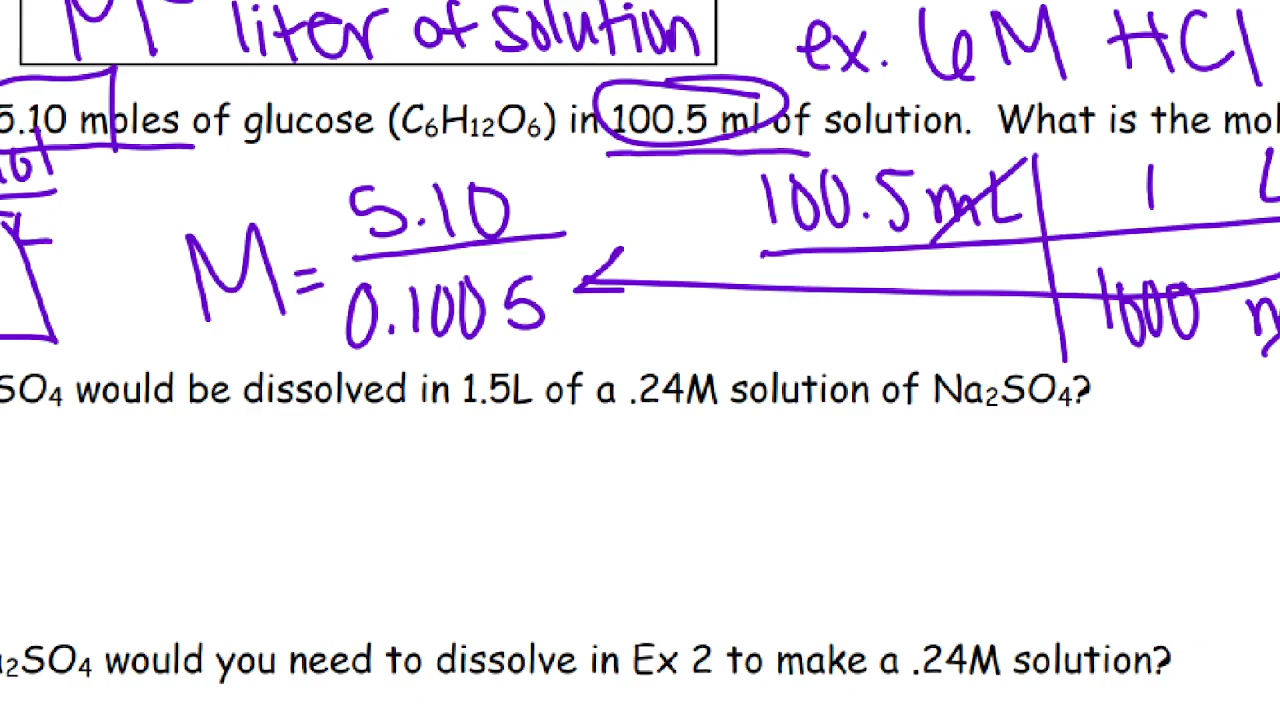 M liter of solution ex. 6M HCl
5.10 moles of glucose (C₆H₁₂O₆) in 100.5 ml of solution. What is the mol
mol
M = 5.10 / 0.1005 100.5 mL 1 L
1000 m
SO₄ would be dissolved in 1.5L of a .24M solution of Na₂SO₄?
a₂SO₄ would you need to dissolve in Ex 2 to make a .24M solution?